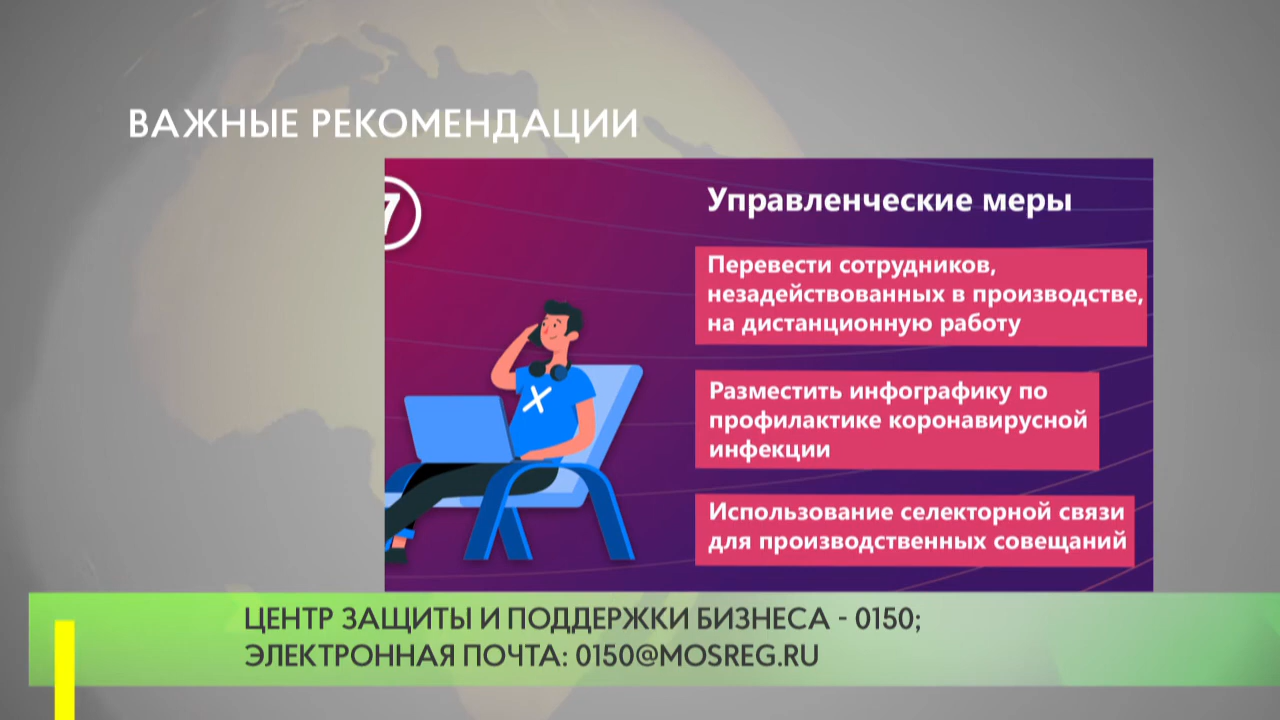 ВАЖНЫЕ РЕКОМЕНДАЦИИ
7
Управленческие меры
Перевести сотрудников,
незадействованных в производстве,
на дистанционную работу
Разместить инфографику по
профилактике коронавирусной
инфекции
Использование селекторной связи
для производственных совещаний
ЦЕНТР ЗАЩИТЫ И ПОДДЕРЖКИ БИЗНЕСА - 0150;
ЭЛЕКТРОННАЯ ПОЧТА: 0150@MOSREG.RU